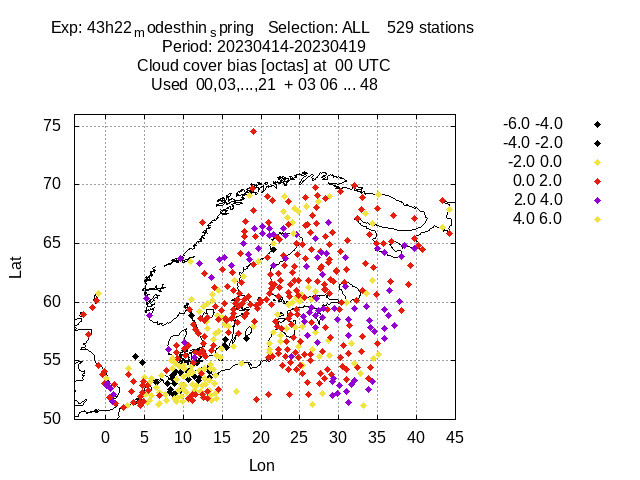 Exp: 43h22modesthinspring Selection: ALL 529 stations
Period: 20230414-20230419
Cloud cover bias [octas] at 00 UTC
Used 00,03,...,21 + 03 06 ... 48
-6.0 -4.0
-4.0 -2.0
-2.0 0.0
0.0 2.0
2.0 4.0
4.0 6.0
75
70
65
60
55
50
Lat
0 5 10 15 20 25 30 35 40 45
Lon